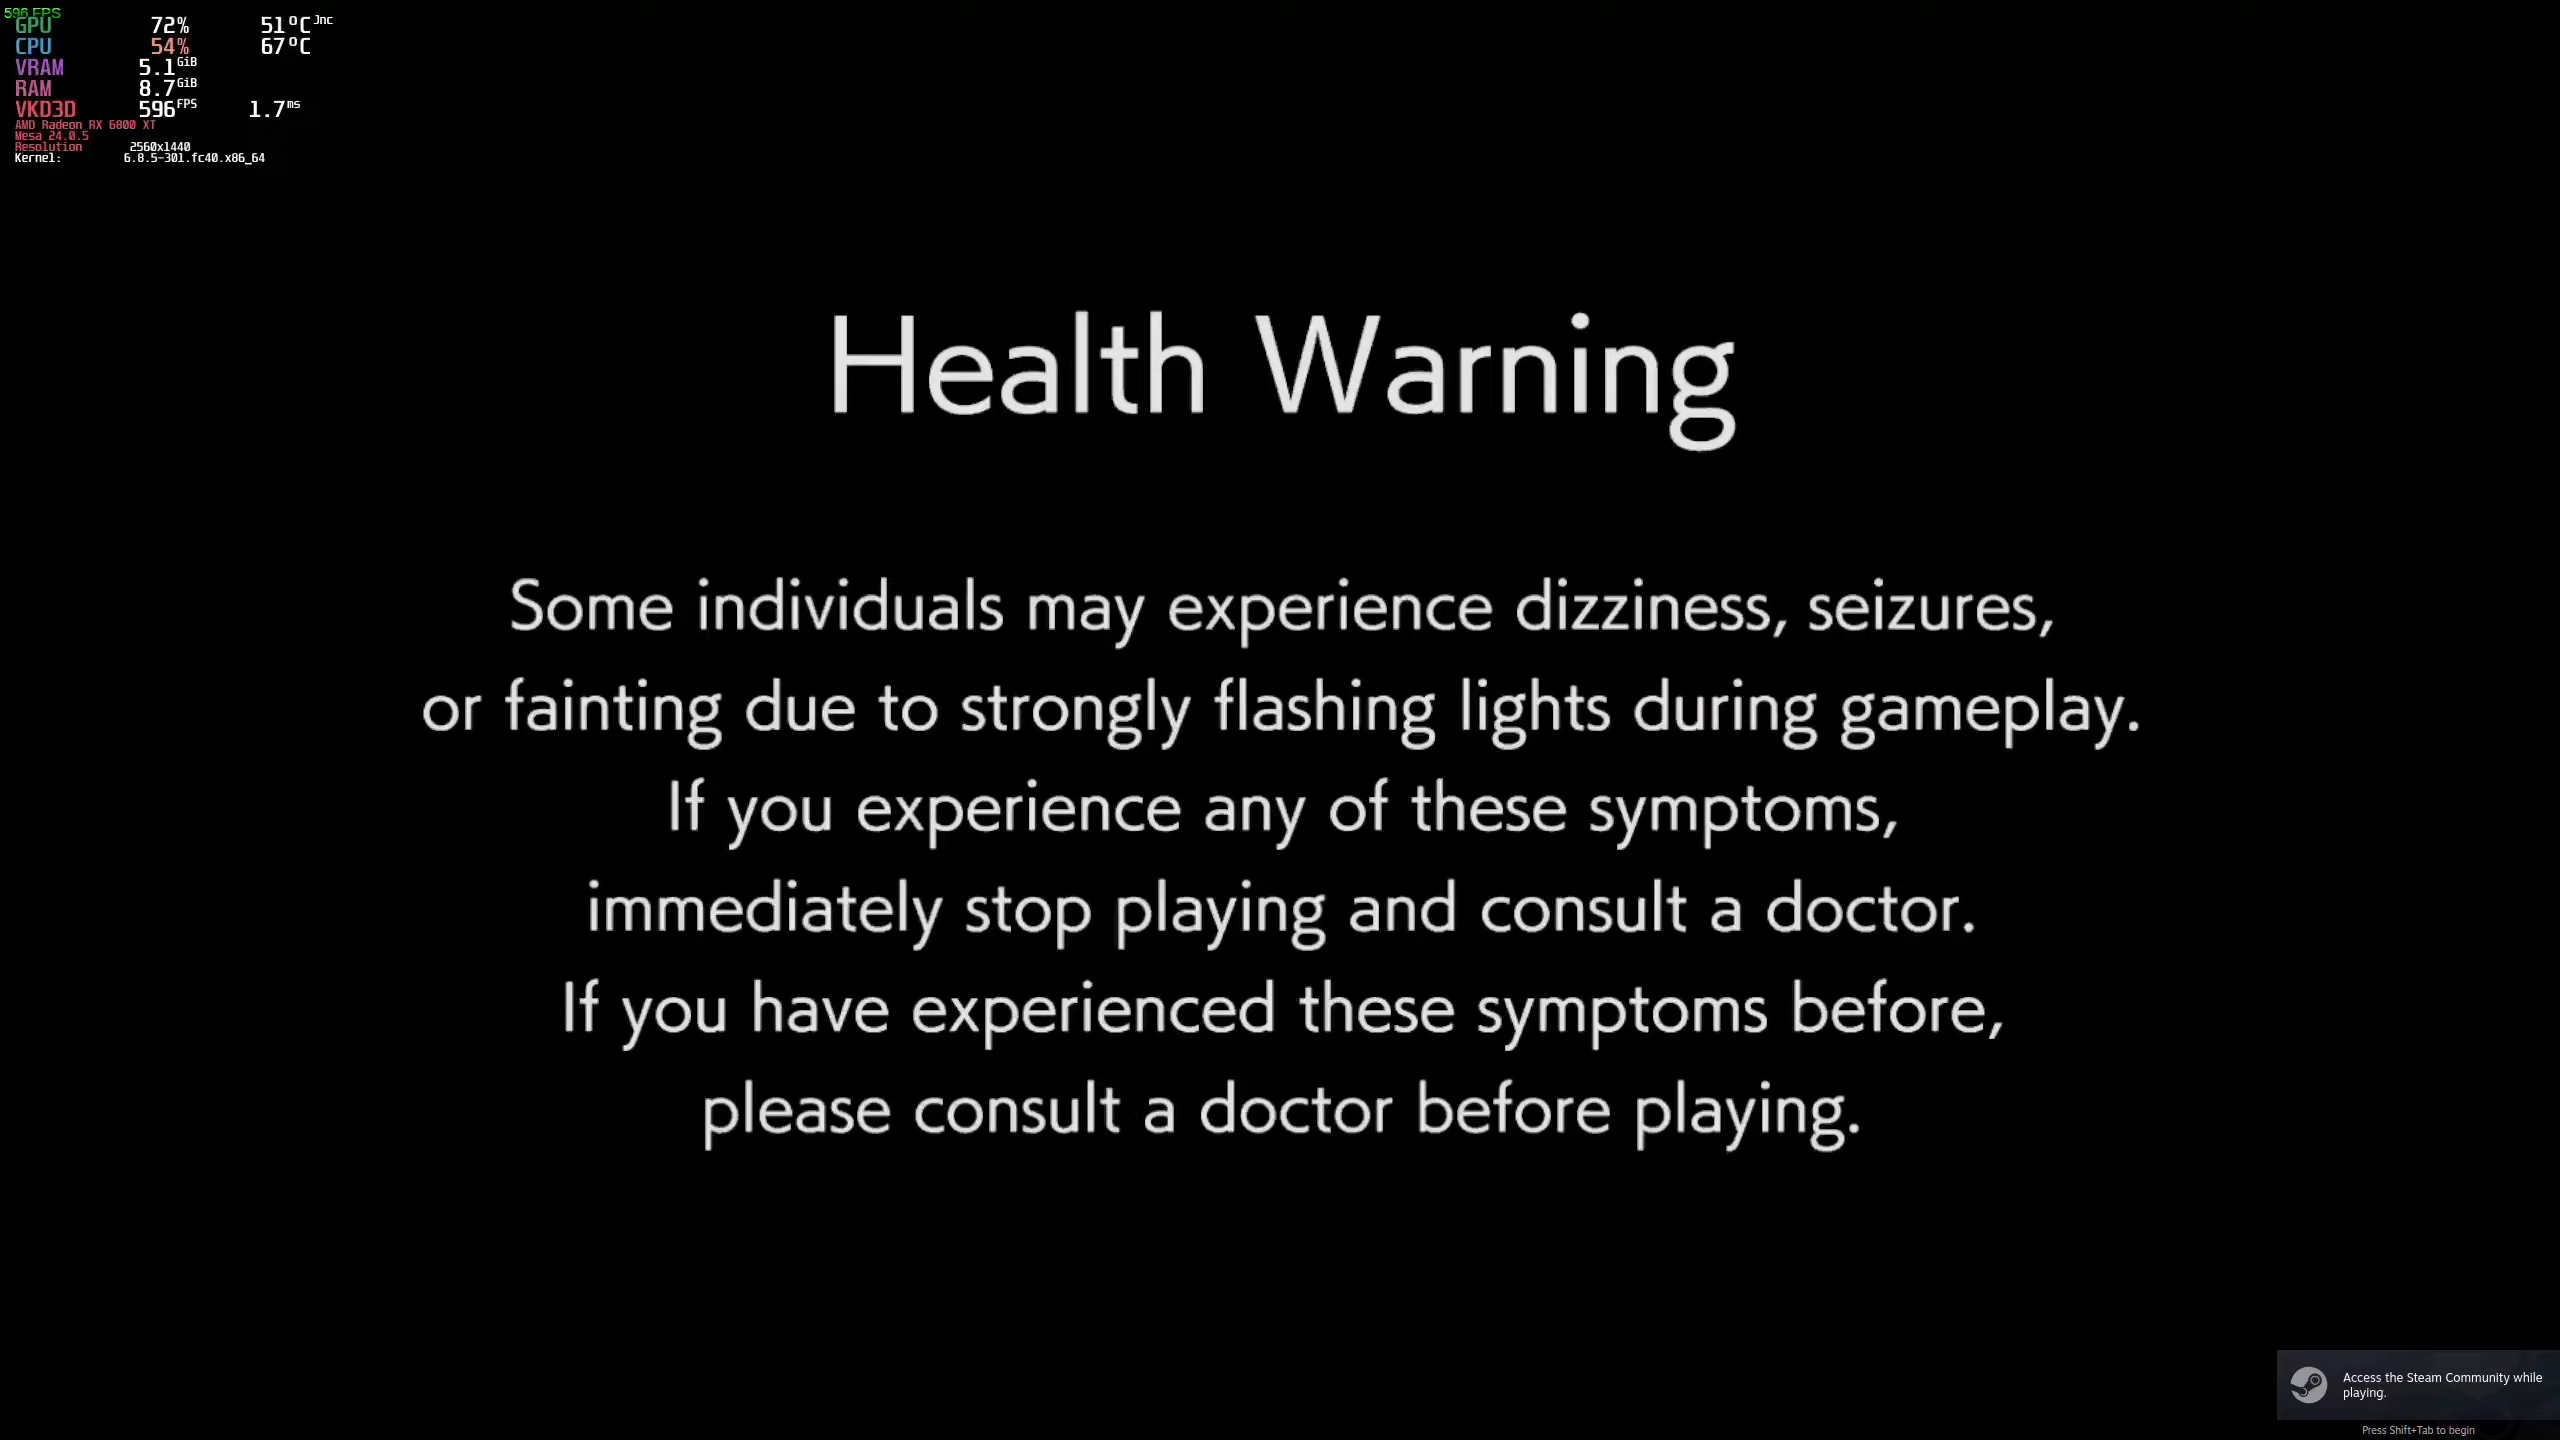 596 FPS
GPU 72% 51°C Jnc
CPU 54% 67°C
VRAM 5.1 GiB
RAM 8.7 GiB
VKD3D 596 FPS 1.7 ms
AMD Radeon RX 6800 XT
Mesa 24.0.5
Resolution 2560x1440
Kernel: 6.8.5-301.fc40.x86_64
Health Warning
Some individuals may experience dizziness, seizures,
or fainting due to strongly flashing lights during gameplay.
If you experience any of these symptoms,
immediately stop playing and consult a doctor.
If you have experienced these symptoms before,
please consult a doctor before playing.
Access the Steam Community while
playing.
Press Shift+Tab to begin